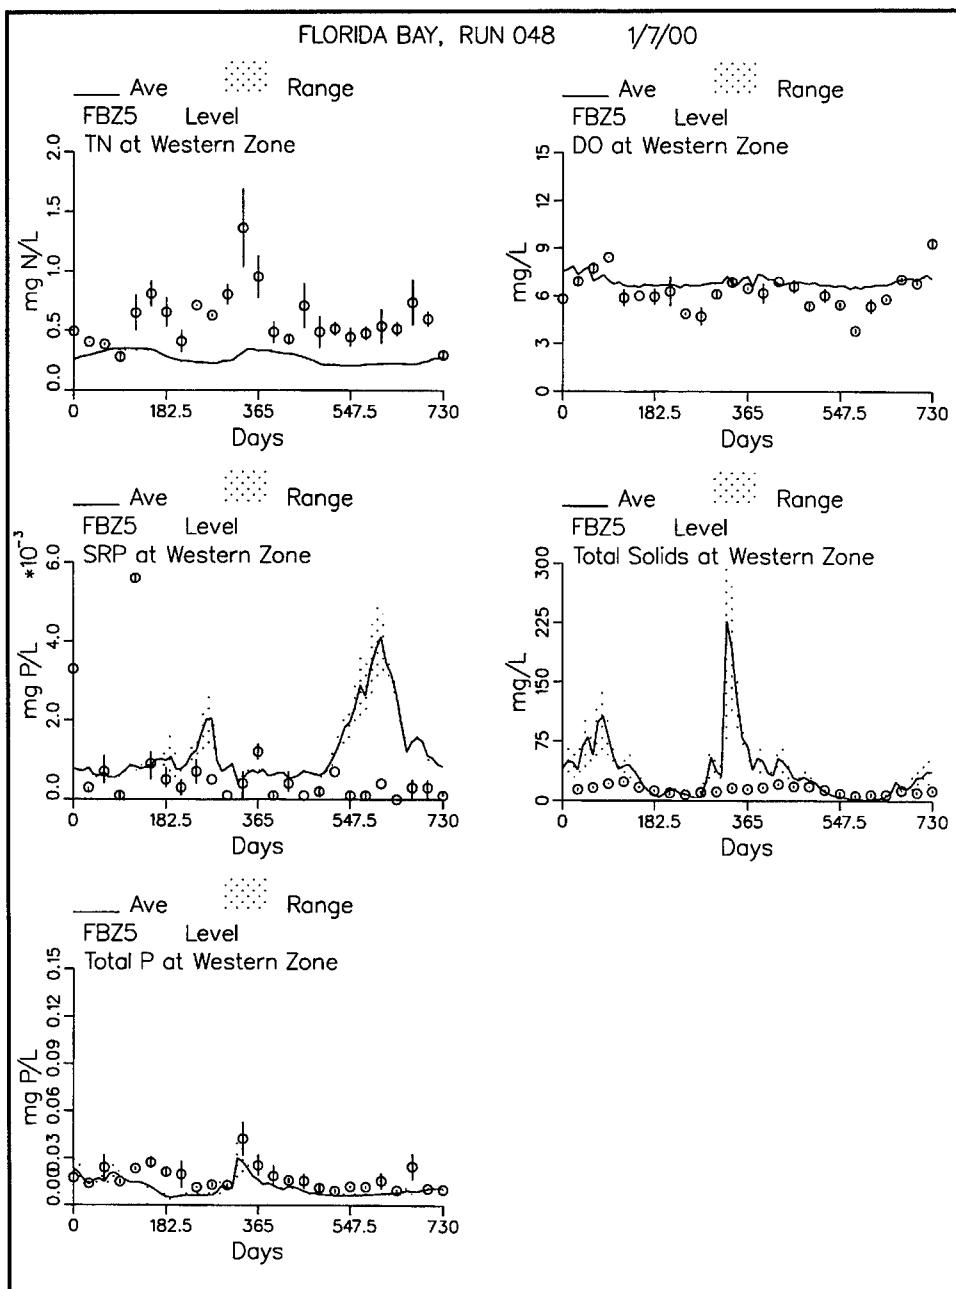 FLORIDA BAY, RUN 048 1/7/00
Ave Range
FBZ5 Level
TN at Western Zone
mg N/L
2.0
1.5
1.0
0.5
0.0
0 182.5 365 547.5 730
Days
Ave Range
FBZ5 Level
DO at Western Zone
mg/L
15
12
9
6
3
0
0 182.5 365 547.5 730
Days
Ave Range
FBZ5 Level
SRP at Western Zone
*10⁻³
mg P/L
6.0
4.0
2.0
0.0
0 182.5 365 547.5 730
Days
Ave Range
FBZ5 Level
Total Solids at Western Zone
mg/L
300
225
150
75
0
0 182.5 365 547.5 730
Days
Ave Range
FBZ5 Level
Total P at Western Zone
mg P/L
0.15
0.12
0.09
0.06
0.03
0.00
0 182.5 365 547.5 730
Days